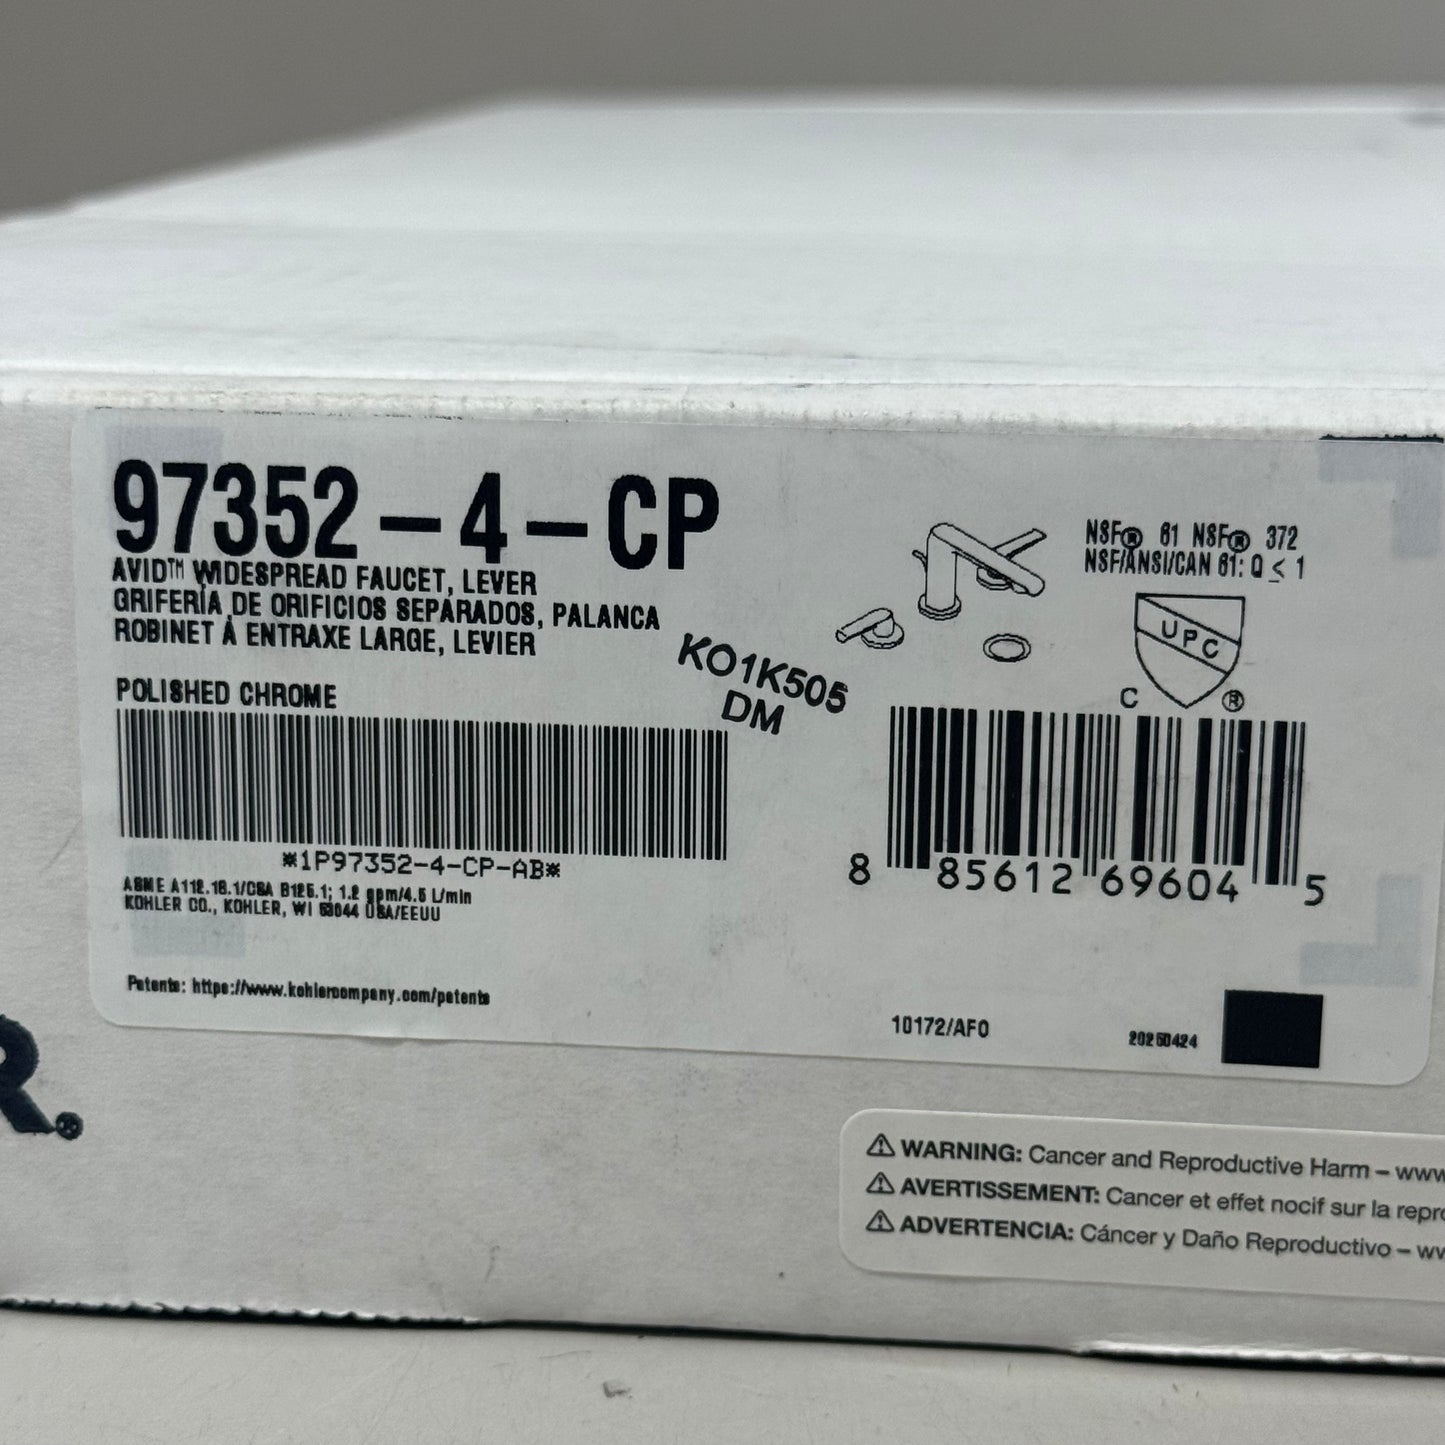 97352-4-CP
AVID™ WIDESPREAD FAUCET, LEVER
GRIFERÍA DE ORIFICIOS SEPARADOS, PALANCA
ROBINET À ENTRAXE LARGE, LEVIER
POLISHED CHROME
*1P97352-4-CP-AB*
ASME A112.18.1/CSA B125.1; 1.2 gpm/4.5 L/min
KOHLER CO., KOHLER, WI 53044 USA/EEUU
Patents: https://www.kohlercompany.com/patents
KO1K505
DM
NSF® 61 NSF® 372
NSF/ANSI/CAN 61: Q ≤ 1
UPC
C ®
8 85612 69604 5
10172/AF0
20250424
R®
WARNING: Cancer and Reproductive Harm – www
AVERTISSEMENT: Cancer et effet nocif sur la repro
ADVERTENCIA: Cáncer y Daño Reproductivo – ww